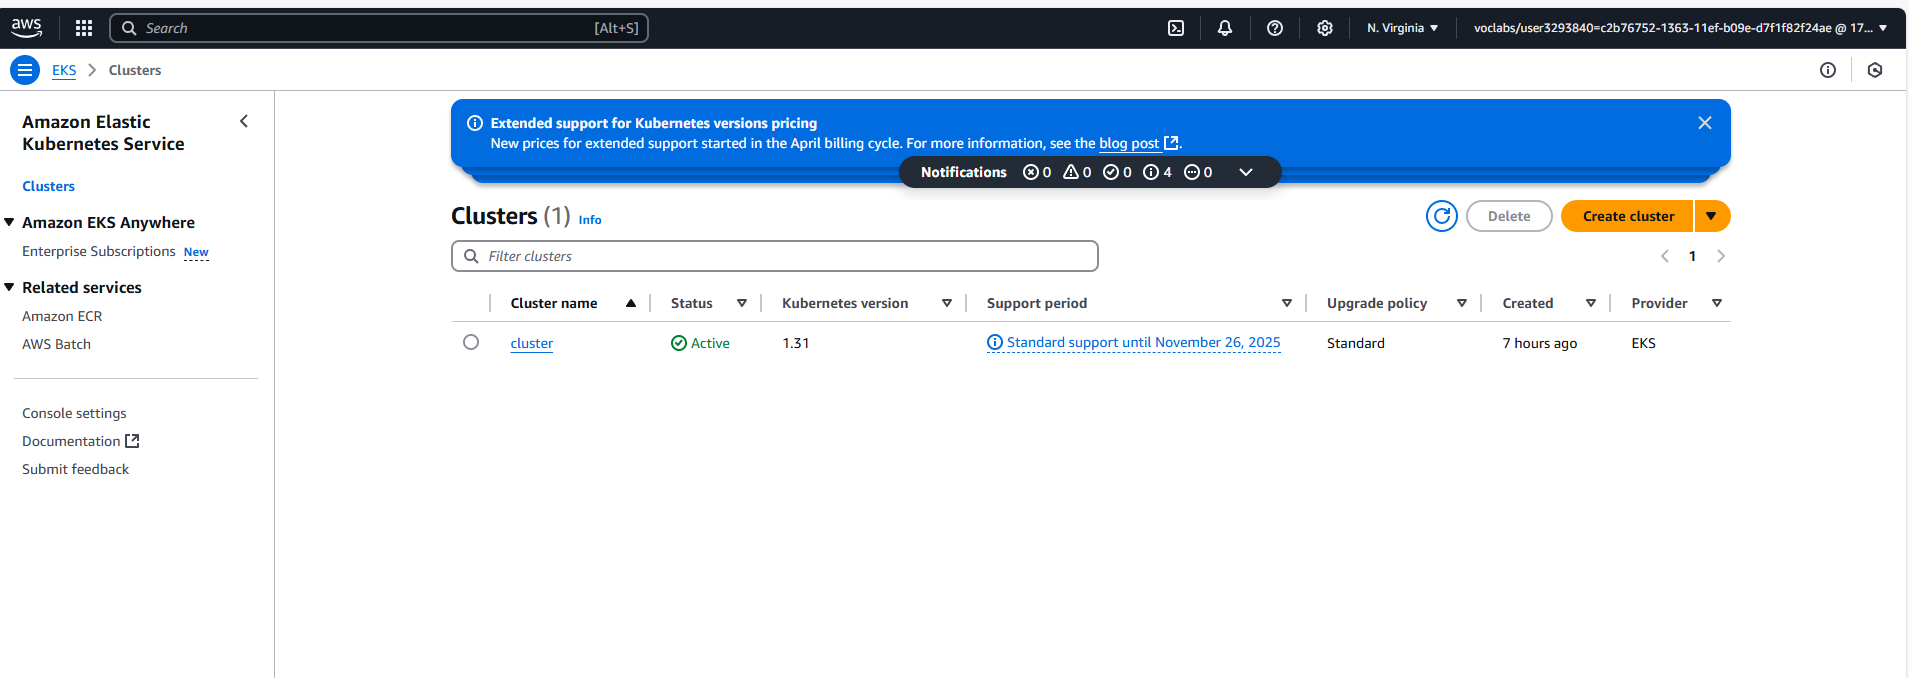 aws
Search [Alt+S]
N. Virginia
voclabs/user3293840=c2b76752-1363-11ef-b09e-d7f1f82f24ae @ 17...
EKS
Clusters
Amazon Elastic
Kubernetes Service
Clusters
Amazon EKS Anywhere
Enterprise Subscriptions New
Related services
Amazon ECR
AWS Batch
Console settings
Documentation
Submit feedback
Extended support for Kubernetes versions pricing
New prices for extended support started in the April billing cycle. For more information, see the blog post.
Notifications 0 0 0 4 0
Clusters (1) Info
Delete
Create cluster
Filter clusters
1
Cluster name Status Kubernetes version Support period Upgrade policy Created Provider
cluster Active 1.31 Standard support until November 26, 2025 Standard 7 hours ago EKS